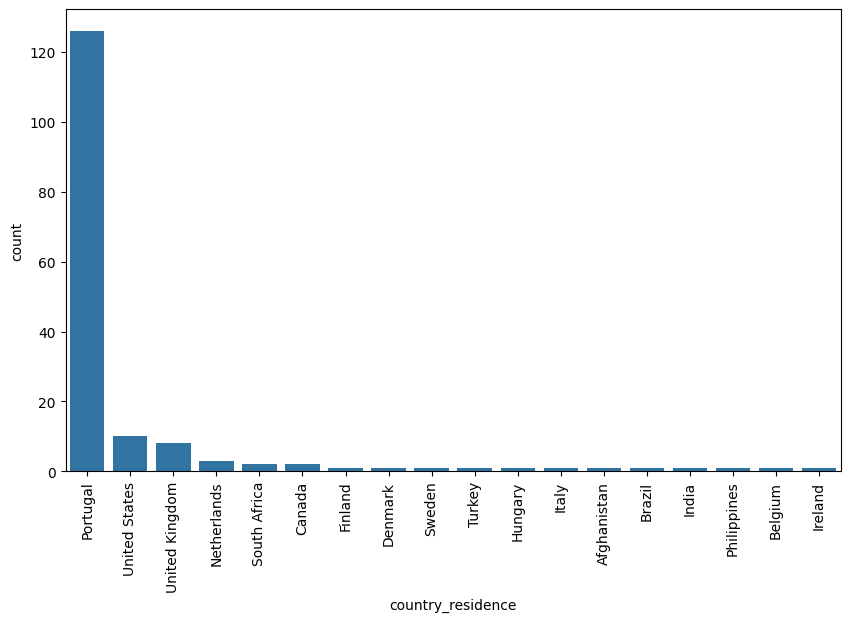 120
100
80
60
40
20
0
count
Portugal
United States
United Kingdom
Netherlands
South Africa
Canada
Finland
Denmark
Sweden
Turkey
Hungary
Italy
Afghanistan
Brazil
India
Philippines
Belgium
Ireland
country_residence